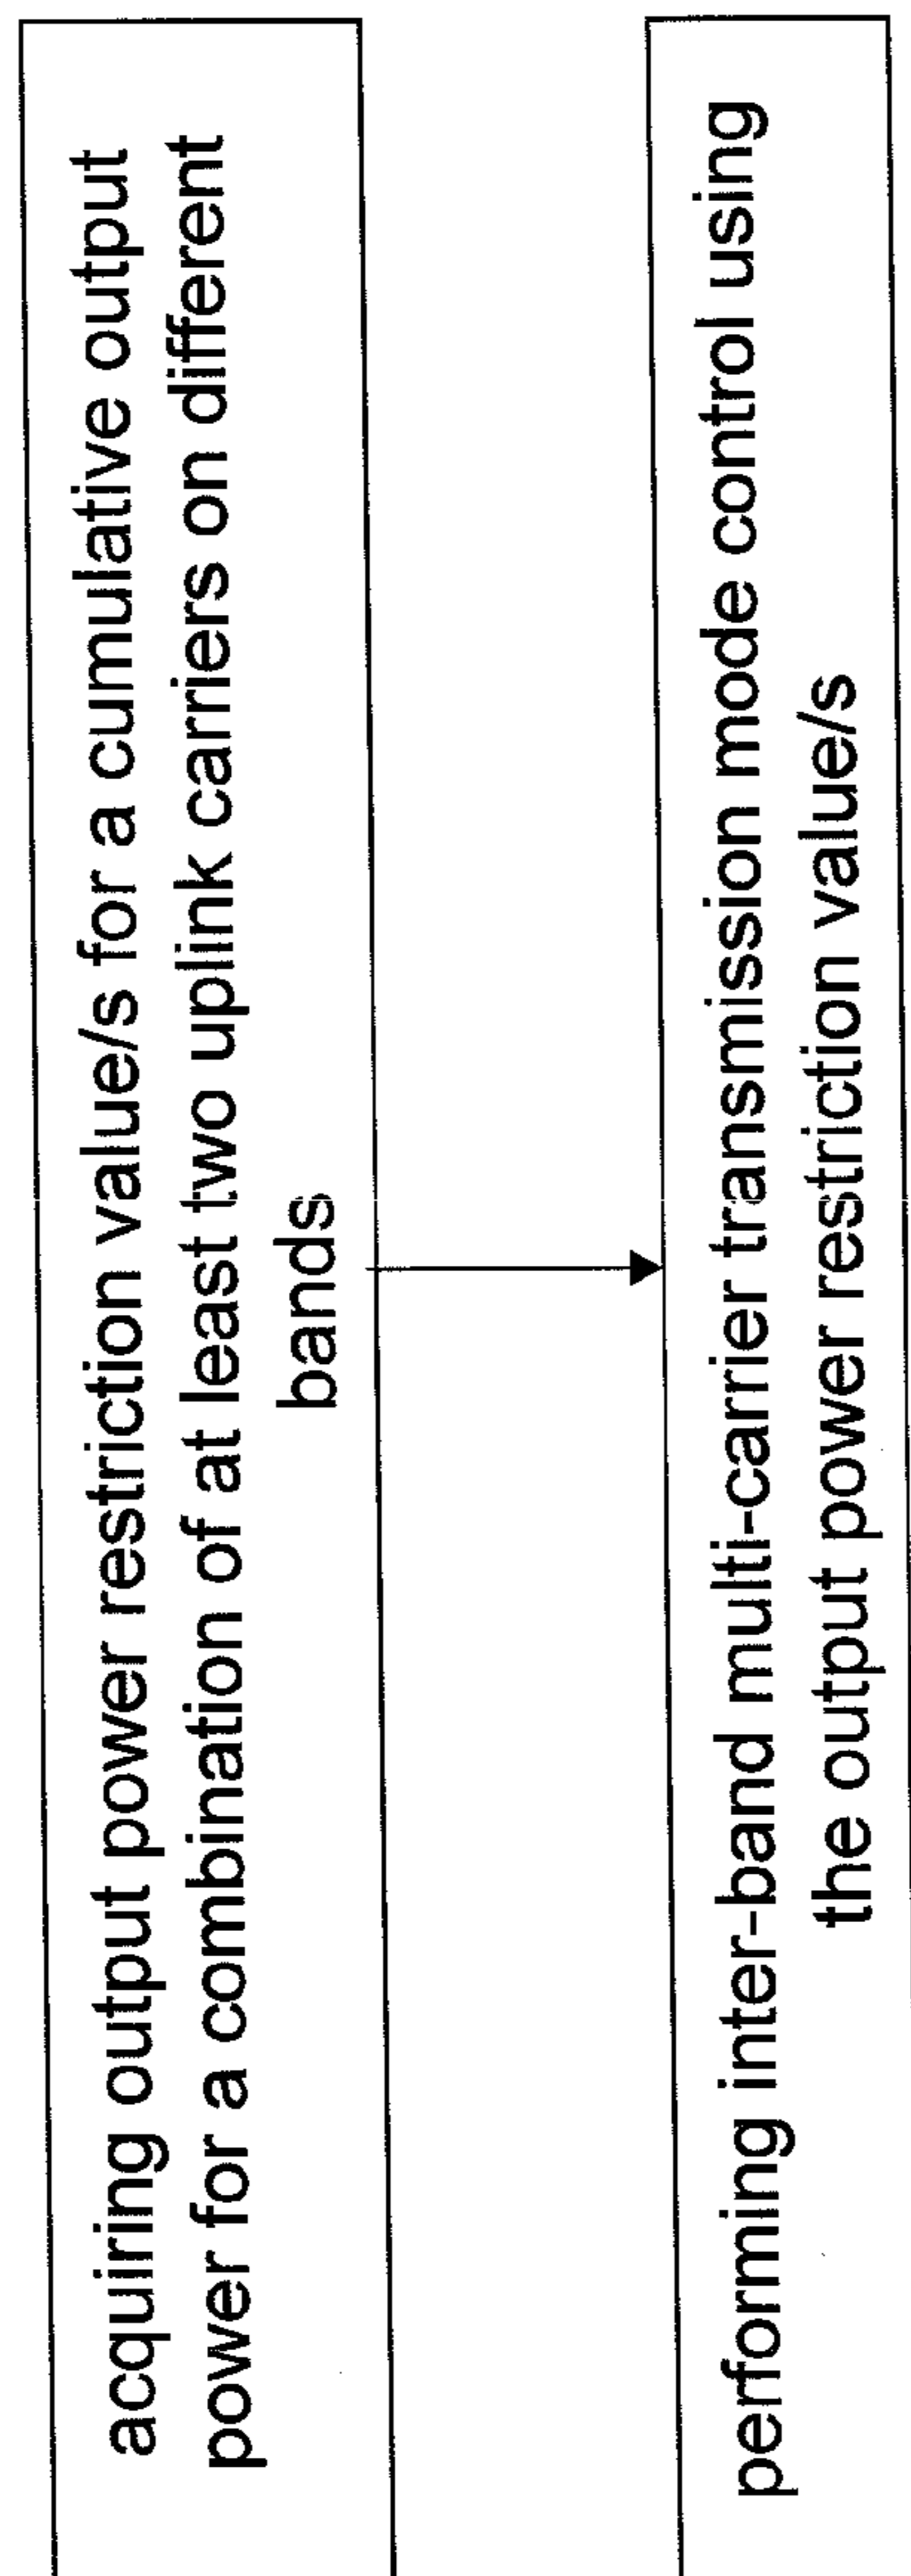 acquiring output power restriction value/s for a cumulative output
power for a combination of at least two uplink carriers on different
bands
performing inter-band multi-carrier transmission mode control using
the output power restriction value/s